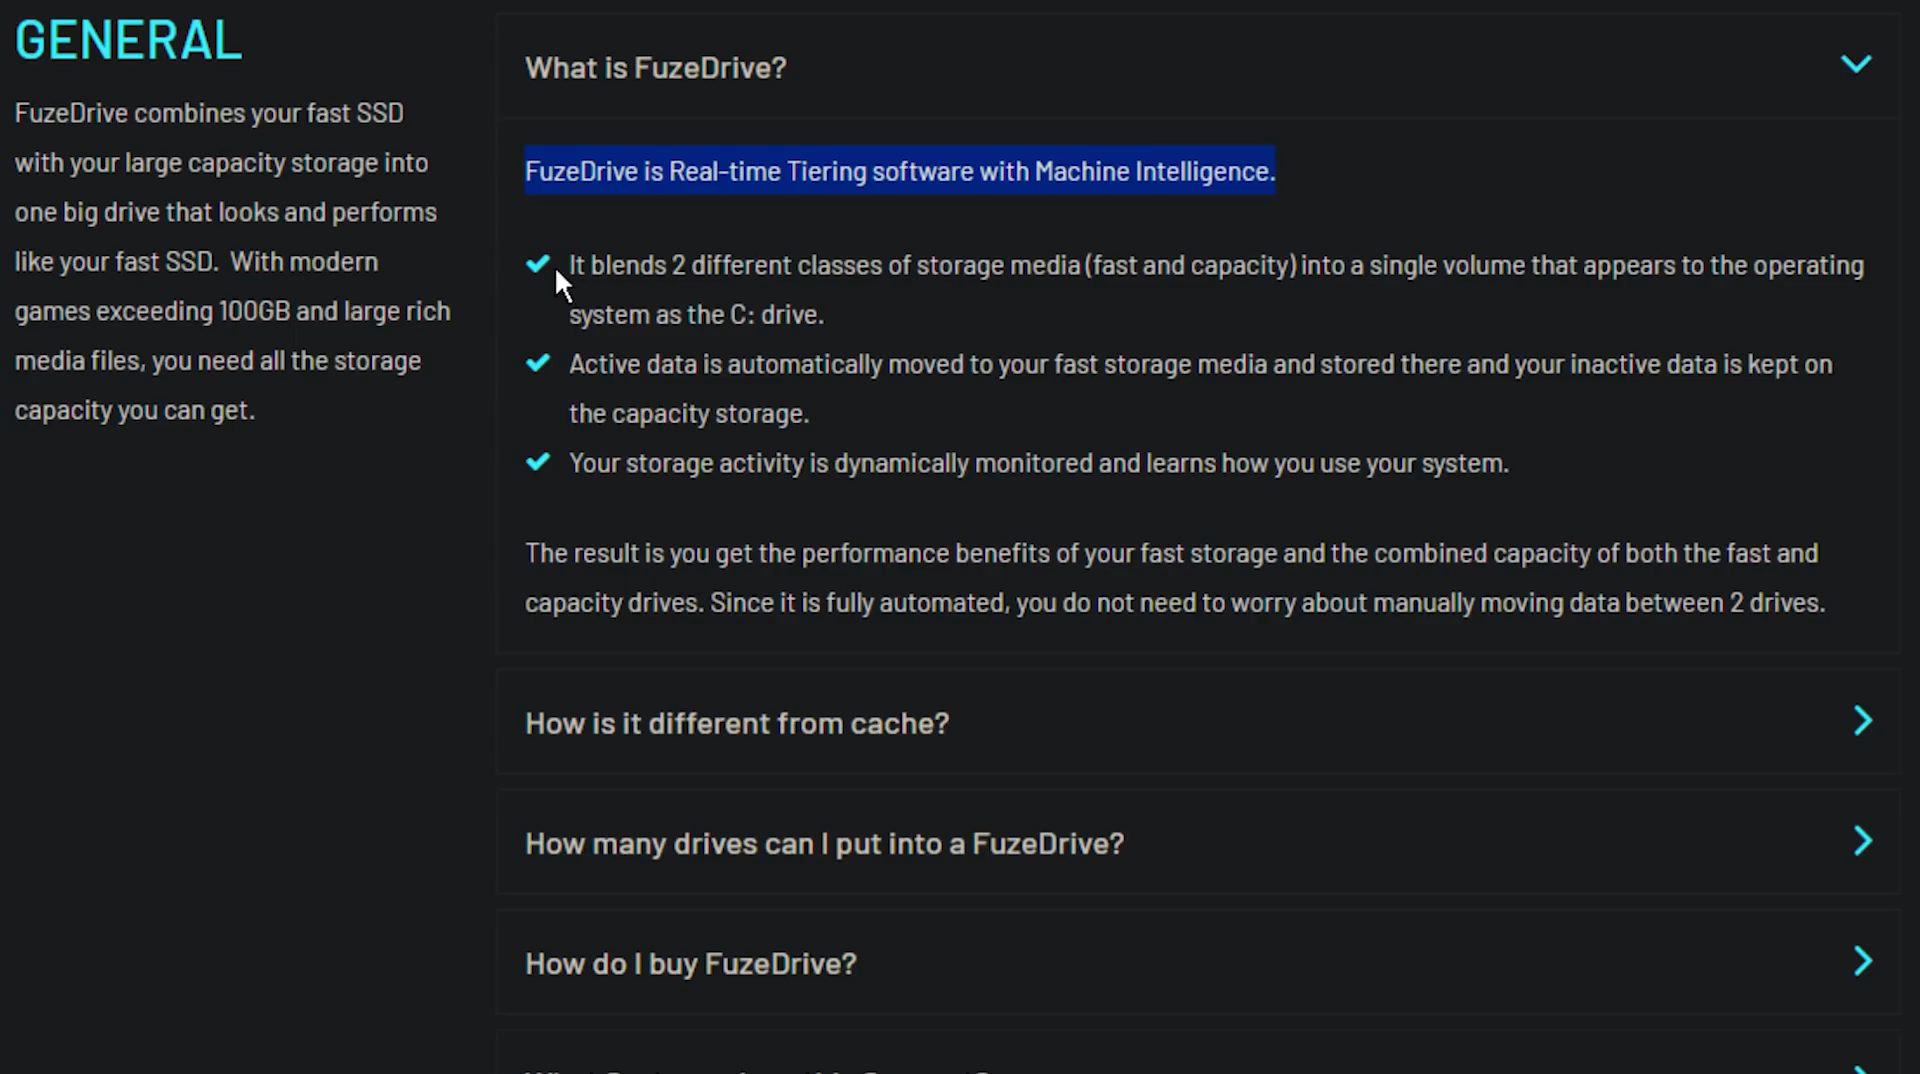 GENERAL
FuzeDrive combines your fast SSD
with your large capacity storage into
one big drive that looks and performs
like your fast SSD.  With modern
games exceeding 100GB and large rich
media files, you need all the storage
capacity you can get.
What is FuzeDrive?
FuzeDrive is Real-time Tiering software with Machine Intelligence.
It blends 2 different classes of storage media (fast and capacity) into a single volume that appears to the operating
system as the C: drive.
Active data is automatically moved to your fast storage media and stored there and your inactive data is kept on
the capacity storage.
Your storage activity is dynamically monitored and learns how you use your system.
The result is you get the performance benefits of your fast storage and the combined capacity of both the fast and
capacity drives. Since it is fully automated, you do not need to worry about manually moving data between 2 drives.
How is it different from cache?
How many drives can I put into a FuzeDrive?
How do I buy FuzeDrive?